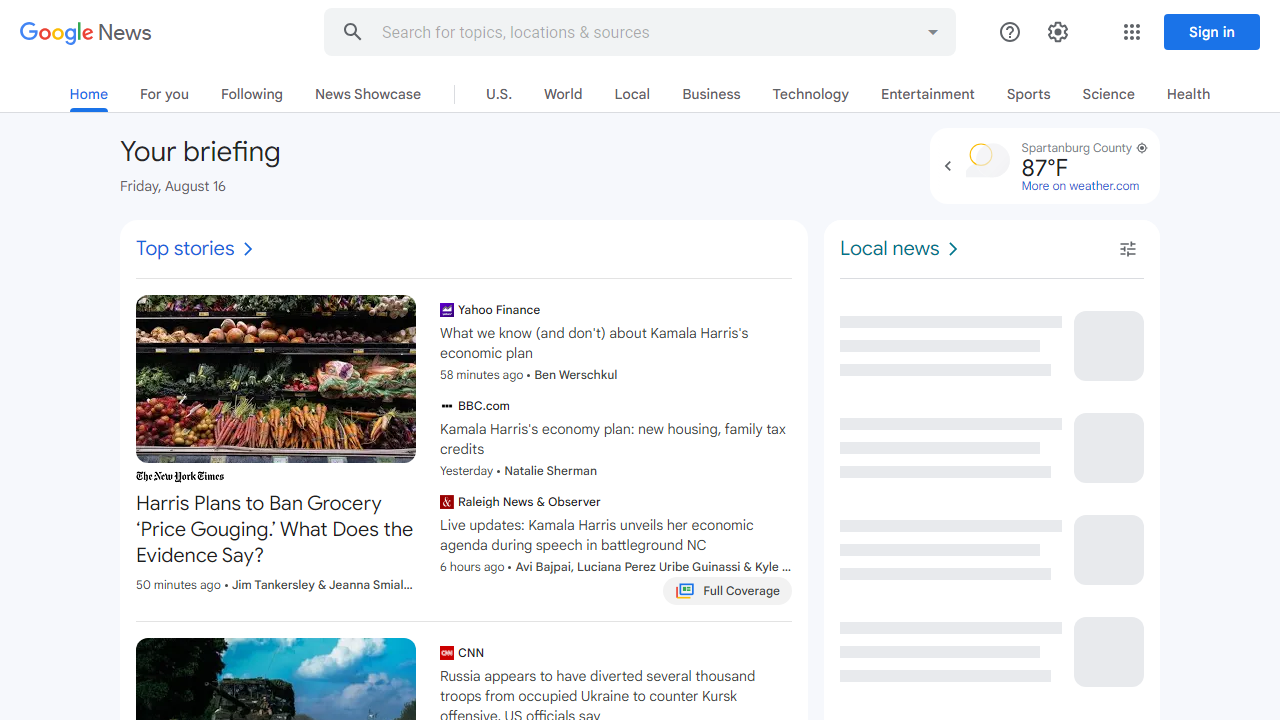 Google News
Search for topics, locations & sources
Sign in
Home
For you
Following
News Showcase
U.S.
World
Local
Business
Technology
Entertainment
Sports
Science
Health
Your briefing
Friday, August 16
Spartanburg County
87°F
More on weather.com
Top stories
The New York Times
Harris Plans to Ban Grocery
‘Price Gouging.’ What Does the
Evidence Say?
50 minutes ago • Jim Tankersley & Jeanna Smial...
Yahoo Finance
What we know (and don't) about Kamala Harris's
economic plan
58 minutes ago • Ben Werschkul
BBC.com
Kamala Harris's economy plan: new housing, family tax
credits
Yesterday • Natalie Sherman
Raleigh News & Observer
Live updates: Kamala Harris unveils her economic
agenda during speech in battleground NC
6 hours ago • Avi Bajpai, Luciana Perez Uribe Guinassi & Kyle ...
Full Coverage
CNN
Russia appears to have diverted several thousand
troops from occupied Ukraine to counter Kursk
offensive, US officials say
Local news